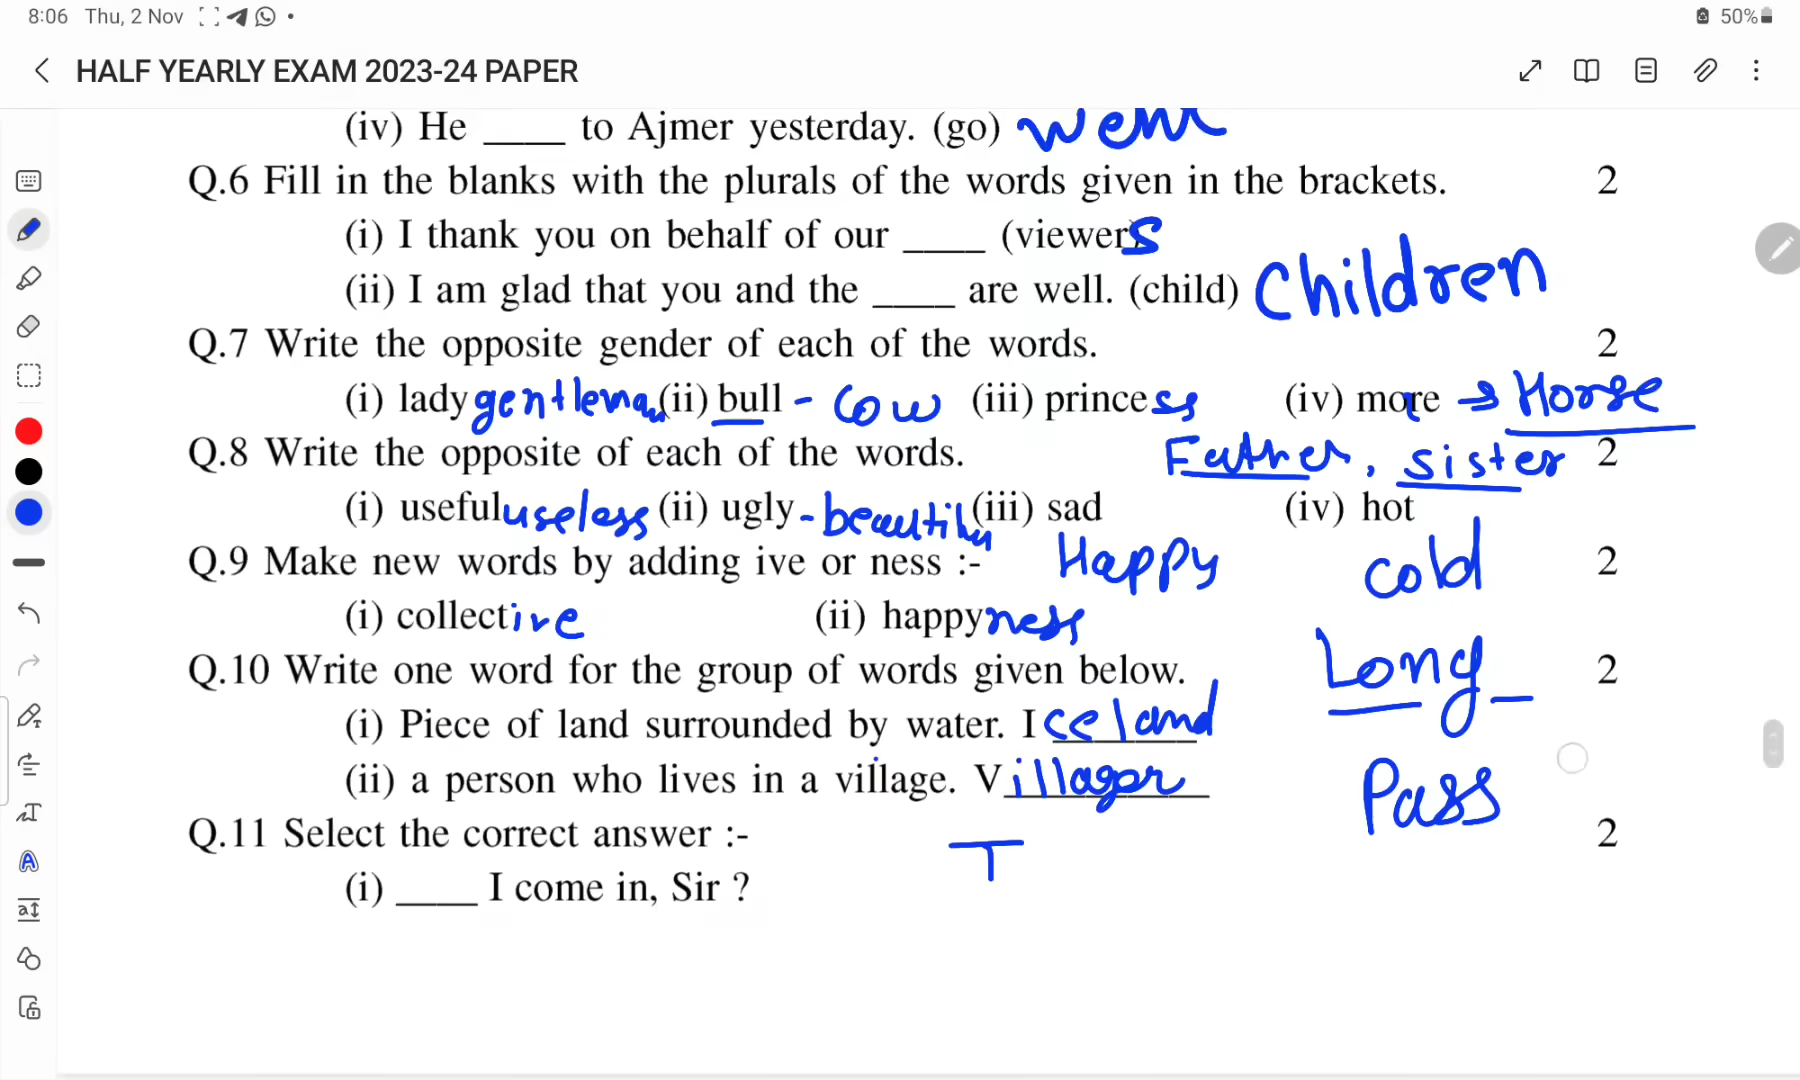 8:06 Thu, 2 Nov 50%
HALF YEARLY EXAM 2023-24 PAPER
(iv) He ____ to Ajmer yesterday. (go) went
Q.6 Fill in the blanks with the plurals of the words given in the brackets. 2
(i) I thank you on behalf of our ____ (viewers
(ii) I am glad that you and the ____ are well. (child) Children
Q.7 Write the opposite gender of each of the words. 2
(i) lady gentleman (ii) bull - Cow (iii) princess (iv) more → Horse
Q.8 Write the opposite of each of the words. Father, sister 2
(i) useful useless (ii) ugly - beautiful (iii) sad (iv) hot
Q.9 Make new words by adding ive or ness :- Happy cold 2
(i) collective (ii) happyness
Q.10 Write one word for the group of words given below. Long - 2
(i) Piece of land surrounded by water. Iceland
(ii) a person who lives in a village. Villager Pass
Q.11 Select the correct answer :- T 2
(i) ____ I come in, Sir ?